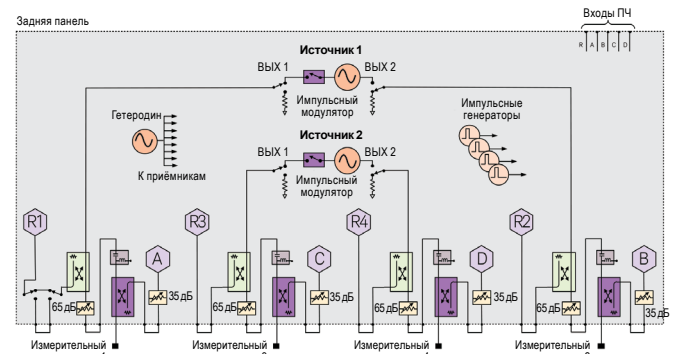 Входы ПЧ
Задняя панель
R A B C D
Источник 1
ВЫХ 1
ВЫХ 2
Импульсный
модулятор
Гетеродин
К приёмникам
Импульсные
генераторы
Источник 2
ВЫХ 1
ВЫХ 2
Импульсный
модулятор
R1
R3
R4
R2
A
C
D
B
65 дБ
35 дБ
65 дБ
35 дБ
65 дБ
35 дБ
65 дБ
35 дБ
Измерительный
Измерительный
Измерительный
Измерительный